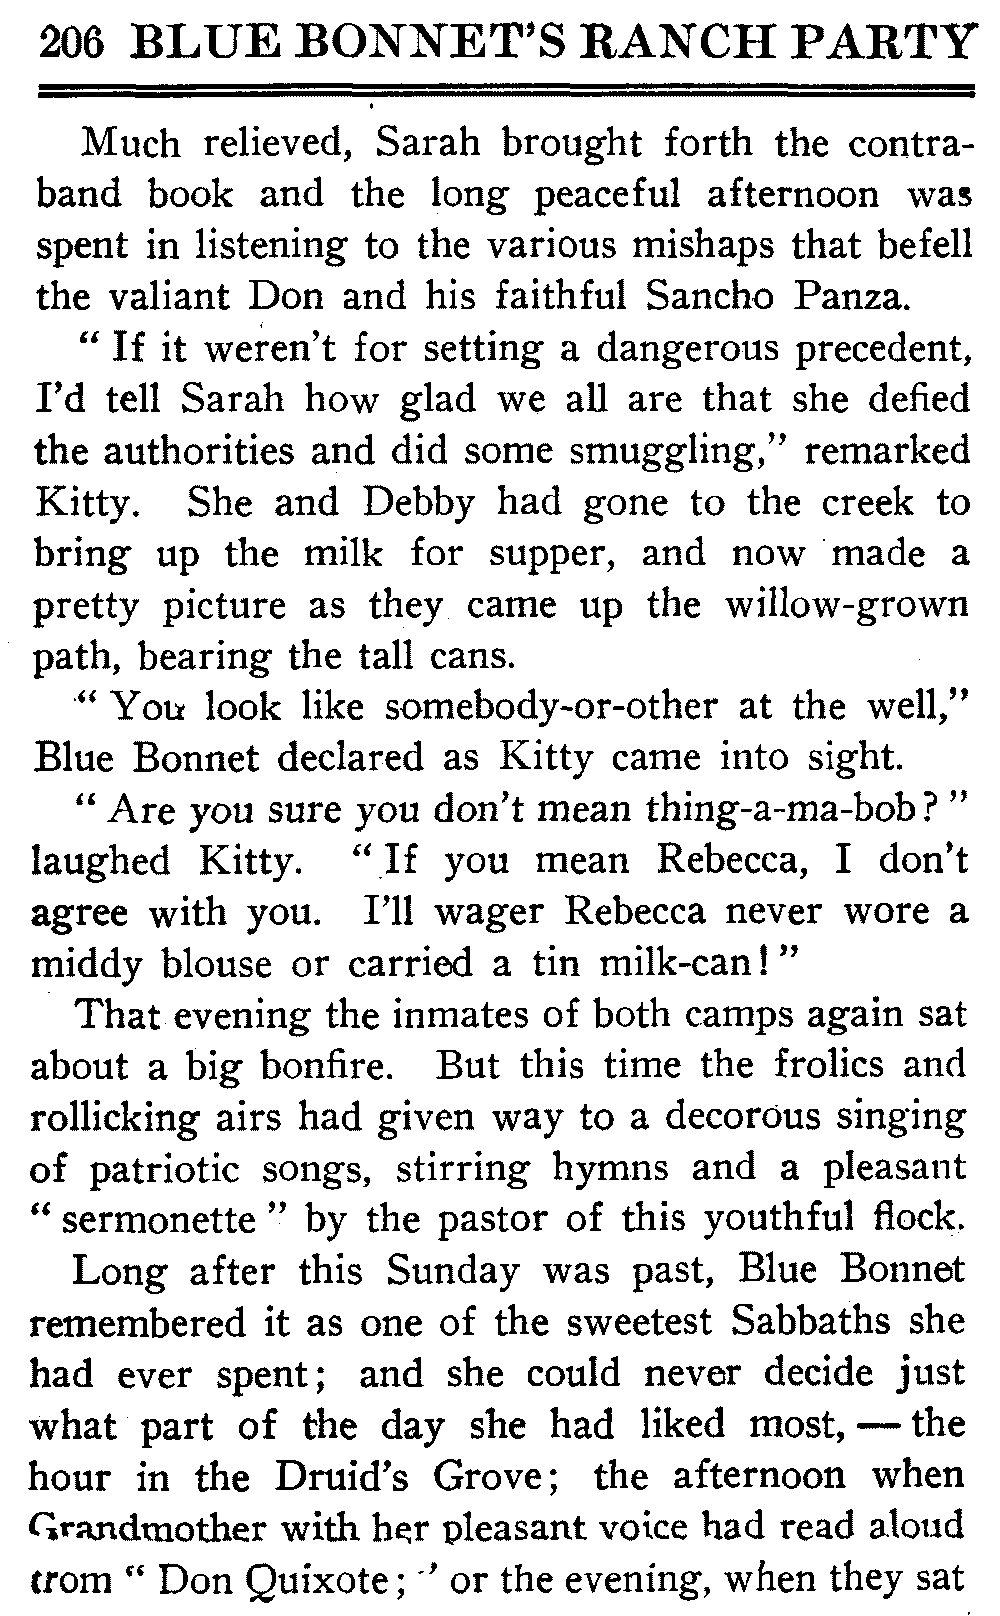 206 BLUE BONNET'S RANCH PARTY
Much relieved, Sarah brought forth the contra-
band book and the long peaceful afternoon was
spent in listening to the various mishaps that befell
the valiant Don and his faithful Sancho Panza.
" If it weren't for setting a dangerous precedent,
I'd tell Sarah how glad we all are that she defied
the authorities and did some smuggling," remarked
Kitty. She and Debby had gone to the creek to
bring up the milk for supper, and now made a
pretty picture as they came up the willow-grown
path, bearing the tall cans.
" You look like somebody-or-other at the well,"
Blue Bonnet declared as Kitty came into sight.
" Are you sure you don't mean thing-a-ma-bob? "
laughed Kitty. " If you mean Rebecca, I don't
agree with you. I'll wager Rebecca never wore a
middy blouse or carried a tin milk-can! "
That evening the inmates of both camps again sat
about a big bonfire. But this time the frolics and
rollicking airs had given way to a decorous singing
of patriotic songs, stirring hymns and a pleasant
" sermonette " by the pastor of this youthful flock.
Long after this Sunday was past, Blue Bonnet
remembered it as one of the sweetest Sabbaths she
had ever spent; and she could never decide just
what part of the day she had liked most, — the
hour in the Druid's Grove; the afternoon when
Grandmother with her pleasant voice had read aloud
from " Don Quixote; " or the evening, when they sat